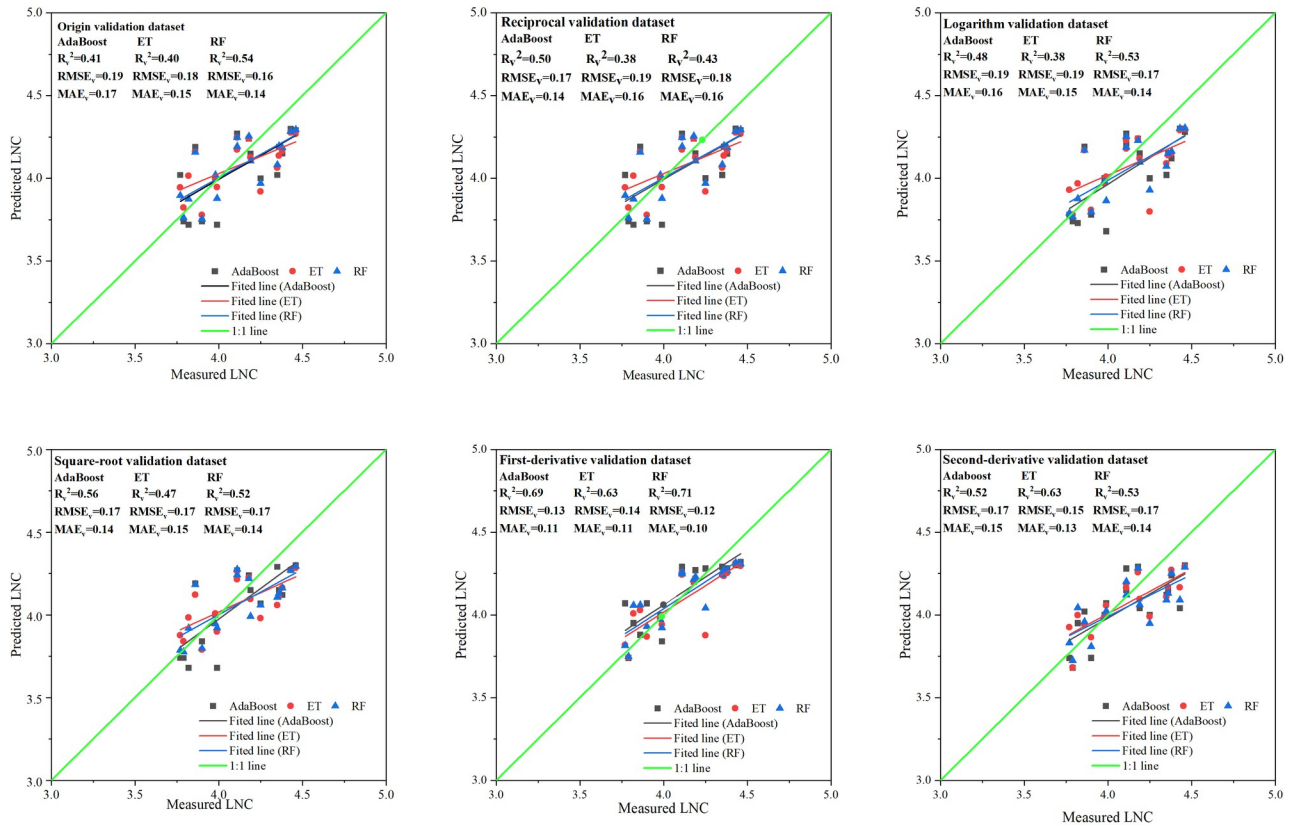 Origin validation dataset
AdaBoost ET RF
Rv²=0.41 Rv²=0.40 Rv²=0.54
RMSEv=0.19 RMSEv=0.18 RMSEv=0.16
MAEv=0.17 MAEv=0.15 MAEv=0.14
5.0
4.5
4.0
3.5
3.0
Predicted LNC
AdaBoost ET RF
Fited line (AdaBoost)
Fited line (ET)
Fited line (RF)
1:1 line
3.0 3.5 4.0 4.5 5.0
Measured LNC
Reciprocal validation dataset
AdaBoost ET RF
Rv²=0.50 Rv²=0.38 Rv²=0.43
RMSEv=0.17 RMSEv=0.19 RMSEv=0.18
MAEv=0.14 MAEv=0.16 MAEv=0.16
5.0
4.5
4.0
3.5
3.0
Predicted LNC
AdaBoost ET RF
Fited line (AdaBoost)
Fited line (ET)
Fited line (RF)
1:1 line
3.0 3.5 4.0 4.5 5.0
Measured LNC
Logarithm validation dataset
AdaBoost ET RF
Rv²=0.48 Rv²=0.38 Rv²=0.53
RMSEv=0.19 RMSEv=0.19 RMSEv=0.17
MAEv=0.16 MAEv=0.15 MAEv=0.14
5.0
4.5
4.0
3.5
3.0
Predicted LNC
AdaBoost ET RF
Fited line (AdaBoost)
Fited line (ET)
Fited line (RF)
1:1 line
3.0 3.5 4.0 4.5 5.0
Measured LNC
Square-root validation dataset
AdaBoost ET RF
Rv²=0.56 Rv²=0.47 Rv²=0.52
RMSEv=0.17 RMSEv=0.17 RMSEv=0.17
MAEv=0.14 MAEv=0.15 MAEv=0.14
5.0
4.5
4.0
3.5
3.0
Predicted LNC
AdaBoost ET RF
Fited line (AdaBoost)
Fited line (ET)
Fited line (RF)
1:1 line
3.0 3.5 4.0 4.5 5.0
Measured LNC
First-derivative validation dataset
AdaBoost ET RF
Rv²=0.69 Rv²=0.63 Rv²=0.71
RMSEv=0.13 RMSEv=0.14 RMSEv=0.12
MAEv=0.11 MAEv=0.11 MAEv=0.10
5.0
4.5
4.0
3.5
3.0
Predicted LNC
AdaBoost ET RF
Fited line (AdaBoost)
Fited line (ET)
Fited line (RF)
1:1 line
3.0 3.5 4.0 4.5 5.0
Measured LNC
Second-derivative validation dataset
Adaboost ET RF
Rv²=0.52 Rv²=0.63 Rv²=0.53
RMSEv=0.17 RMSEv=0.15 RMSEv=0.17
MAEv=0.15 MAEv=0.13 MAEv=0.14
5.0
4.5
4.0
3.5
3.0
Predicted LNC
AdaBoost ET RF
Fited line (AdaBoost)
Fited line (ET)
Fited line (RF)
1:1 line
3.0 3.5 4.0 4.5 5.0
Measured LNC